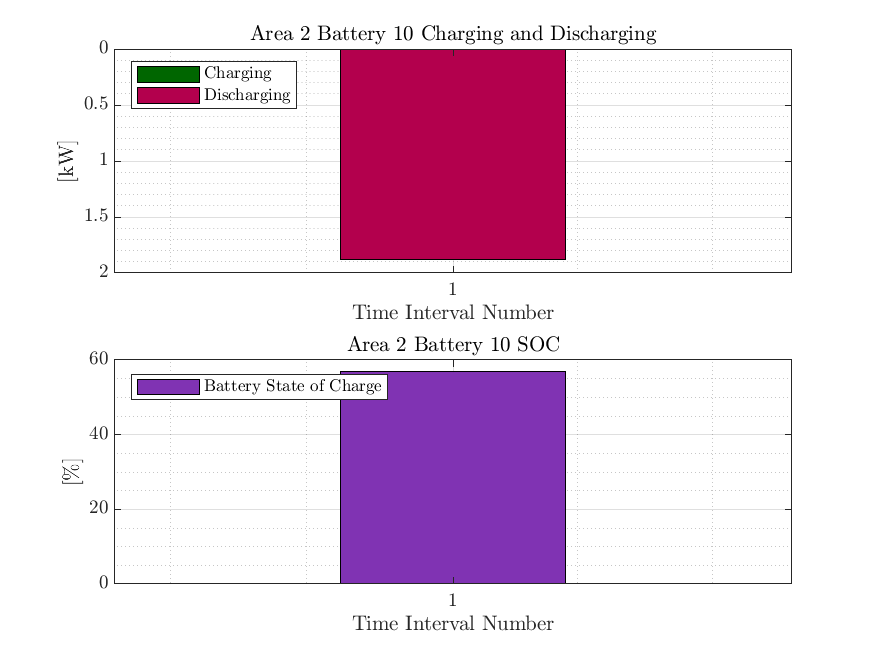 Area 2 Battery 10 Charging and Discharging
0
Charging
Discharging
0.5
[kW]
1
1.5
2
1
Time Interval Number
Area 2 Battery 10 SOC
60
Battery State of Charge
40
[%]
20
0
1
Time Interval Number